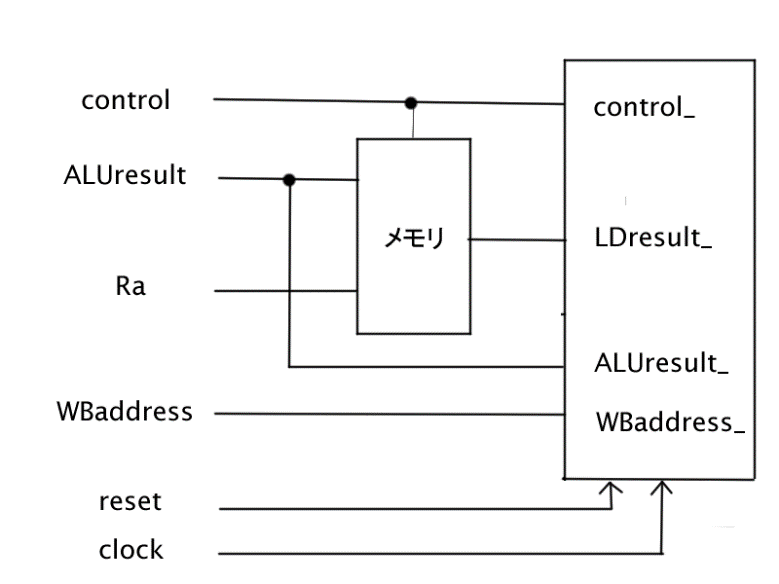 control
control_
ALUresult
メモリ
LDresult_
Ra
ALUresult_
WBaddress
WBaddress_
reset
clock